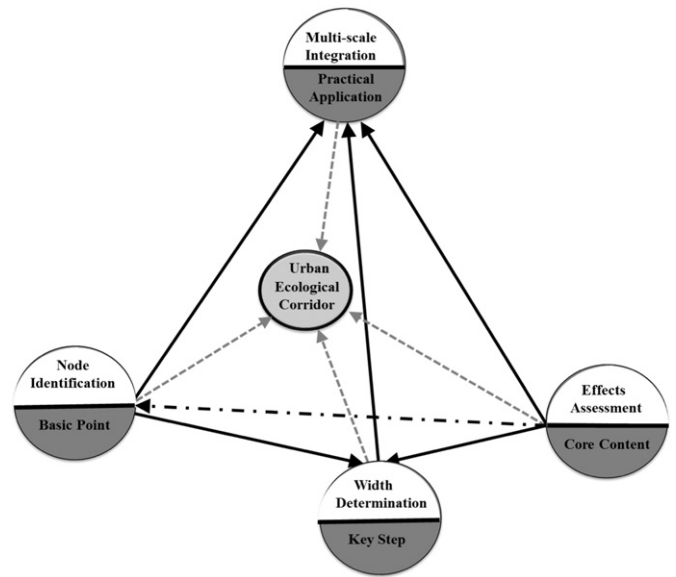 Multi-scale
Integration
Practical
Application
Urban
Ecological
Corridor
Node
Identification
Basic Point
Effects
Assessment
Core Content
Width
Determination
Key Step